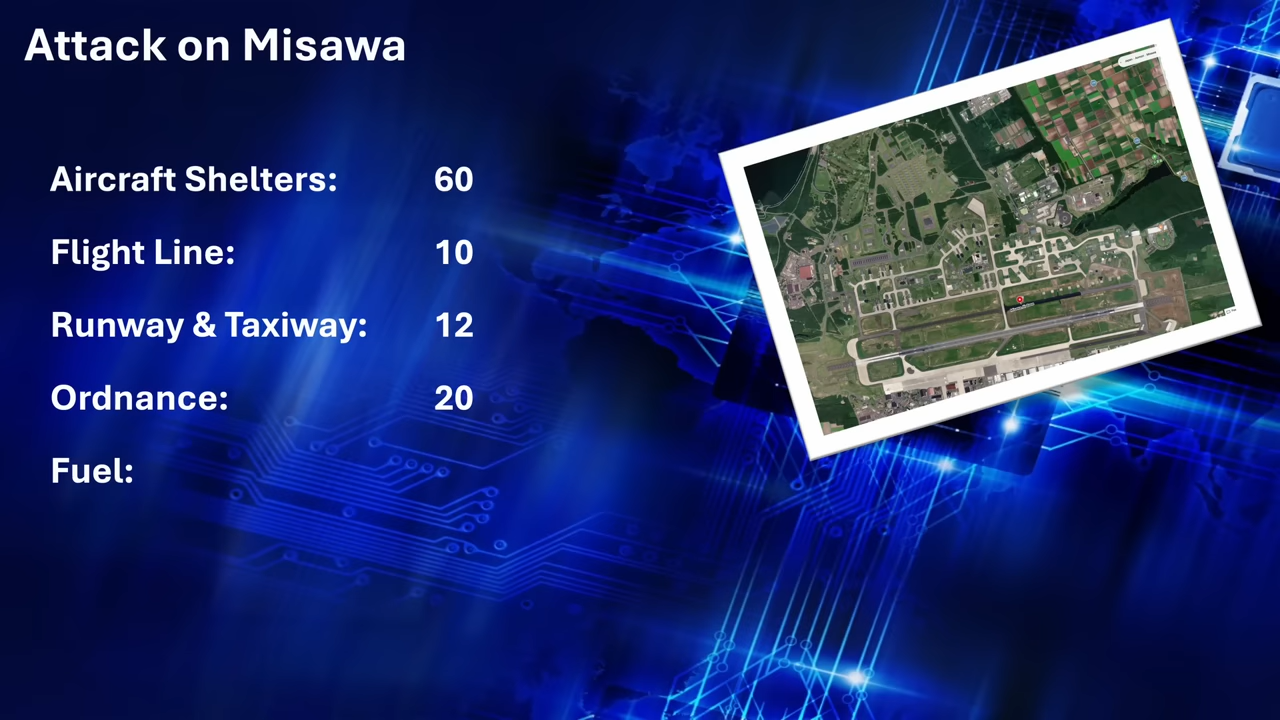 Attack on Misawa
Aircraft Shelters: 60
Flight Line: 10
Runway & Taxiway: 12
Ordnance: 20
Fuel: